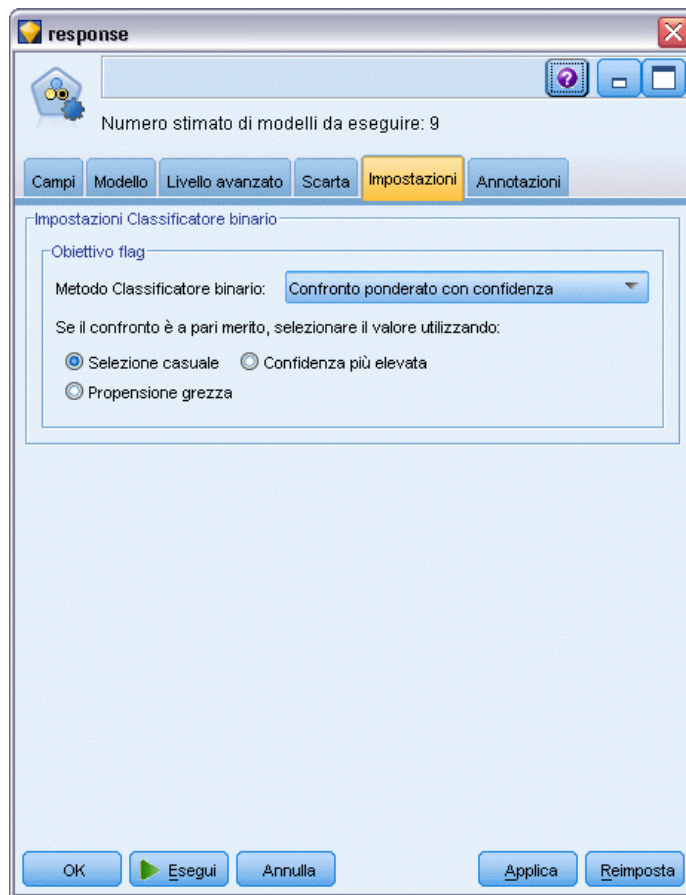 response
Numero stimato di modelli da eseguire: 9
Campi Modello Livello avanzato Scarta Impostazioni Annotazioni
Impostazioni Classificatore binario
Obiettivo flag
Metodo Classificatore binario: Confronto ponderato con confidenza
Se il confronto è a pari merito, selezionare il valore utilizzando:
Selezione casuale Confidenza più elevata
Propensione grezza
OK Esegui Annulla Applica Reimposta